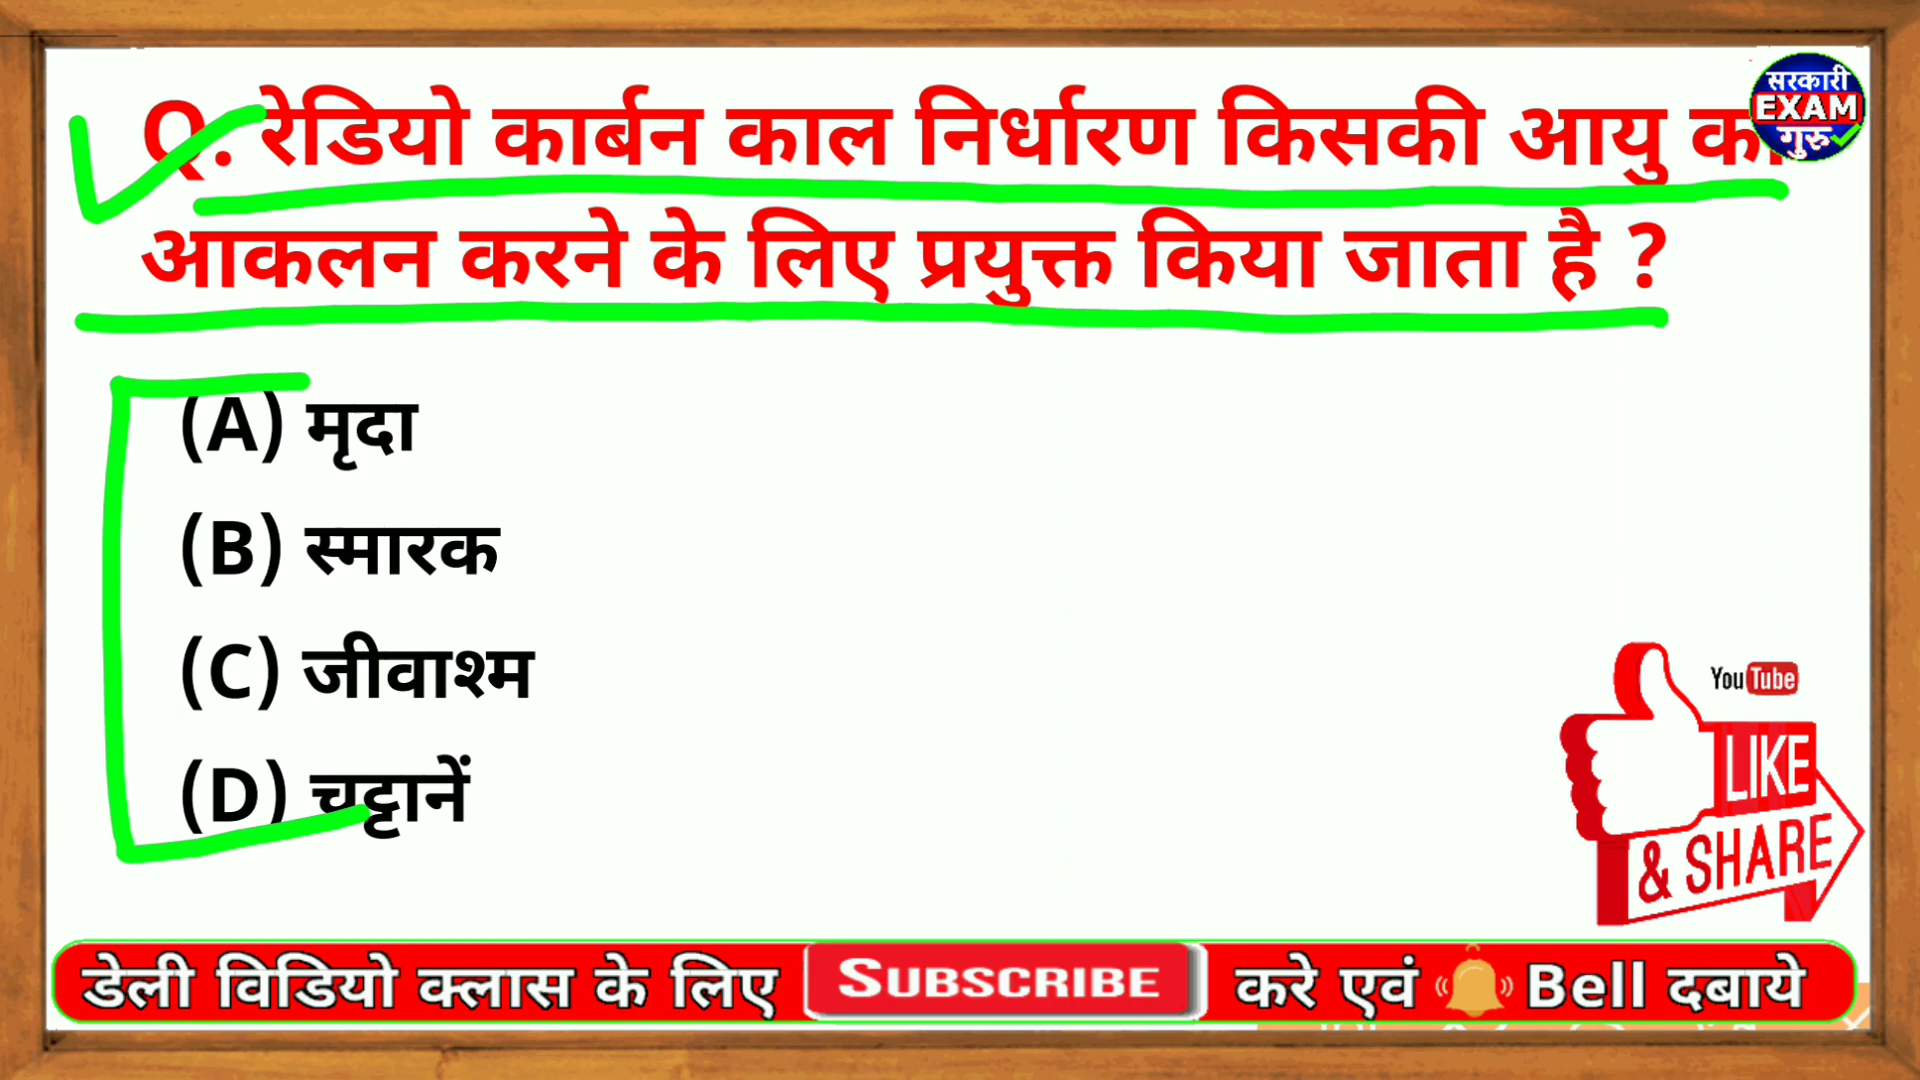 सरकारी
EXAM
गुरु
Q. रेडियो कार्बन काल निर्धारण किसकी आयु का
आकलन करने के लिए प्रयुक्त किया जाता है ?
(A) मृदा
(B) स्मारक
(C) जीवाश्म
(D) चट्टानें
YouTube
LIKE
& SHARE
डेली विडियो क्लास के लिए SUBSCRIBE करे एवं Bell दबाये